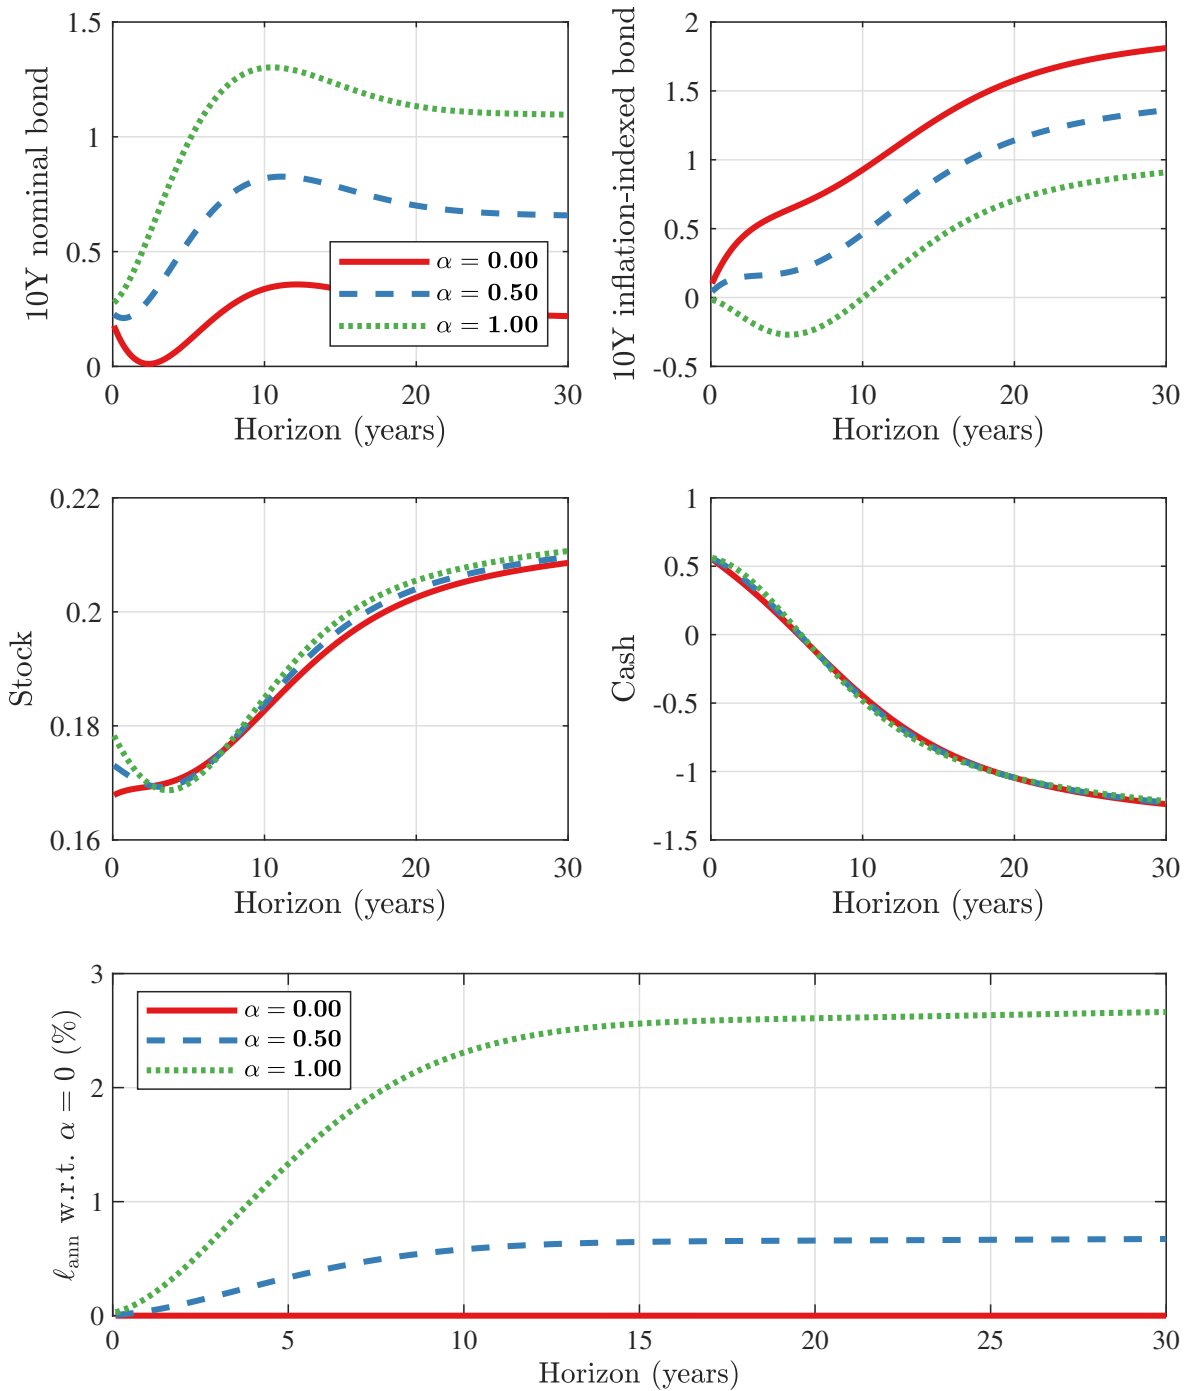 10Y nominal bond
1.5
1
0.5
0
0 10 20 30
Horizon (years)
α = 0.00
α = 0.50
α = 1.00
10Y inflation-indexed bond
2
1.5
1
0.5
0
-0.5
0 10 20 30
Horizon (years)
Stock
0.22
0.2
0.18
0.16
0 10 20 30
Horizon (years)
Cash
1
0.5
0
-0.5
-1
-1.5
0 10 20 30
Horizon (years)
ℓann w.r.t. α = 0 (%)
3
2
1
0
α = 0.00
α = 0.50
α = 1.00
0 5 10 15 20 25 30
Horizon (years)